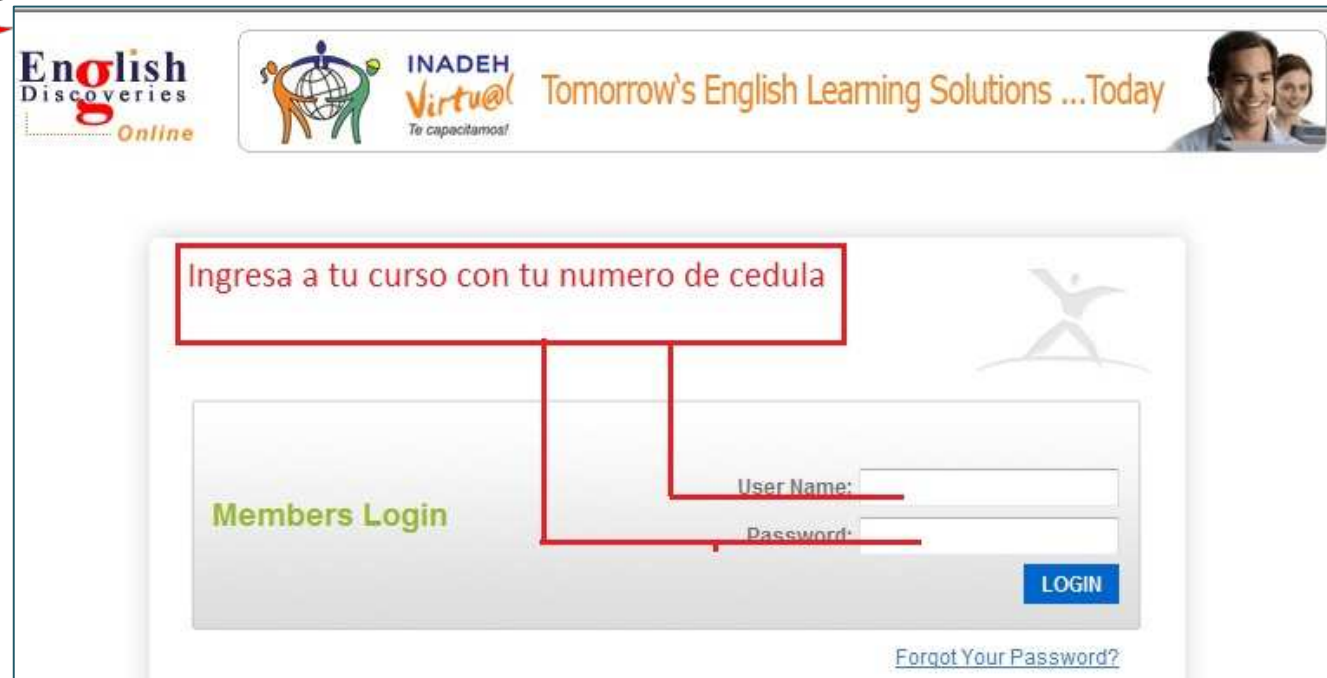 English
Discoveries
Online
INADEH
Virtu@l
Te capacitamos!
Tomorrow's English Learning Solutions ...Today
Ingresa a tu curso con tu numero de cedula
Members Login
User Name:
Password:
LOGIN
Forgot Your Password?